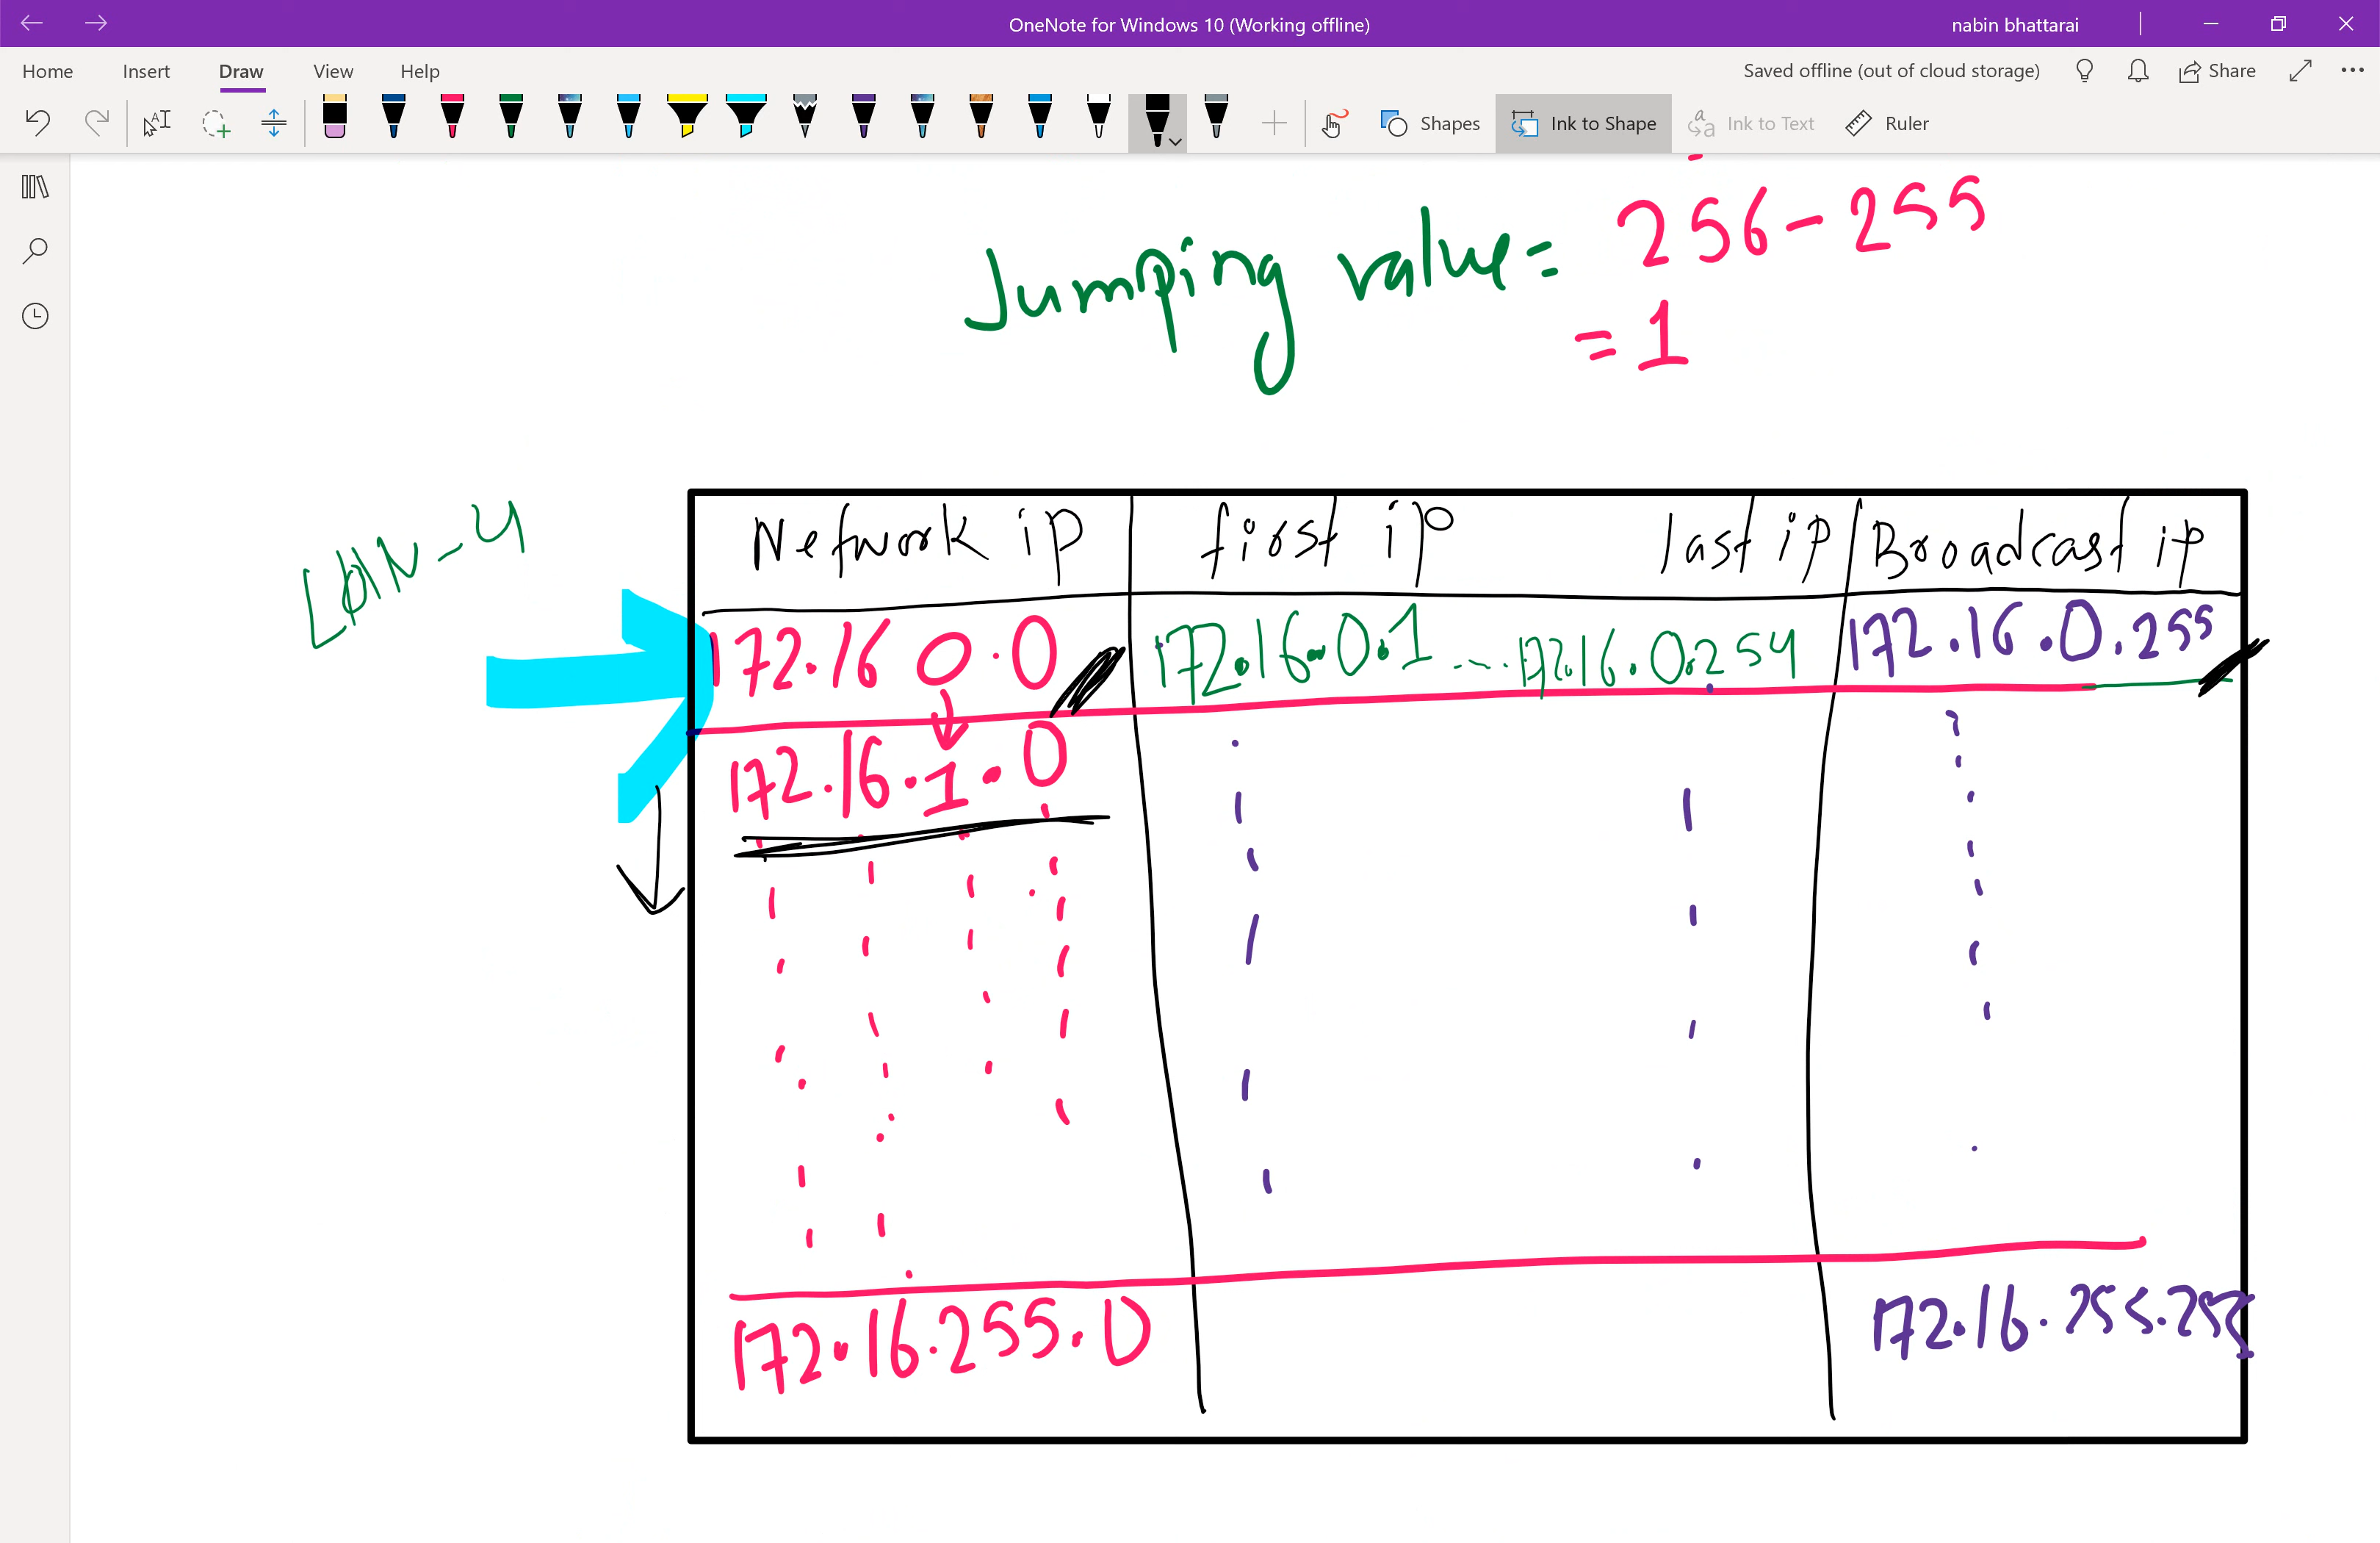 OneNote for Windows 10 (Working offline)
nabin bhattarai
Home Insert Draw View Help
Saved offline (out of cloud storage)
Share
Shapes
Ink to Shape
Ink to Text
Ruler
Jumping value = 256-255
= 1
LAN-4
Network ip first ip last ip Broadcast ip
172.16 0.0 172.16.0.1 ..... 172.16.0.254 172.16.0.255
172.16.1.0
172.16.255.0 172.16.255.255